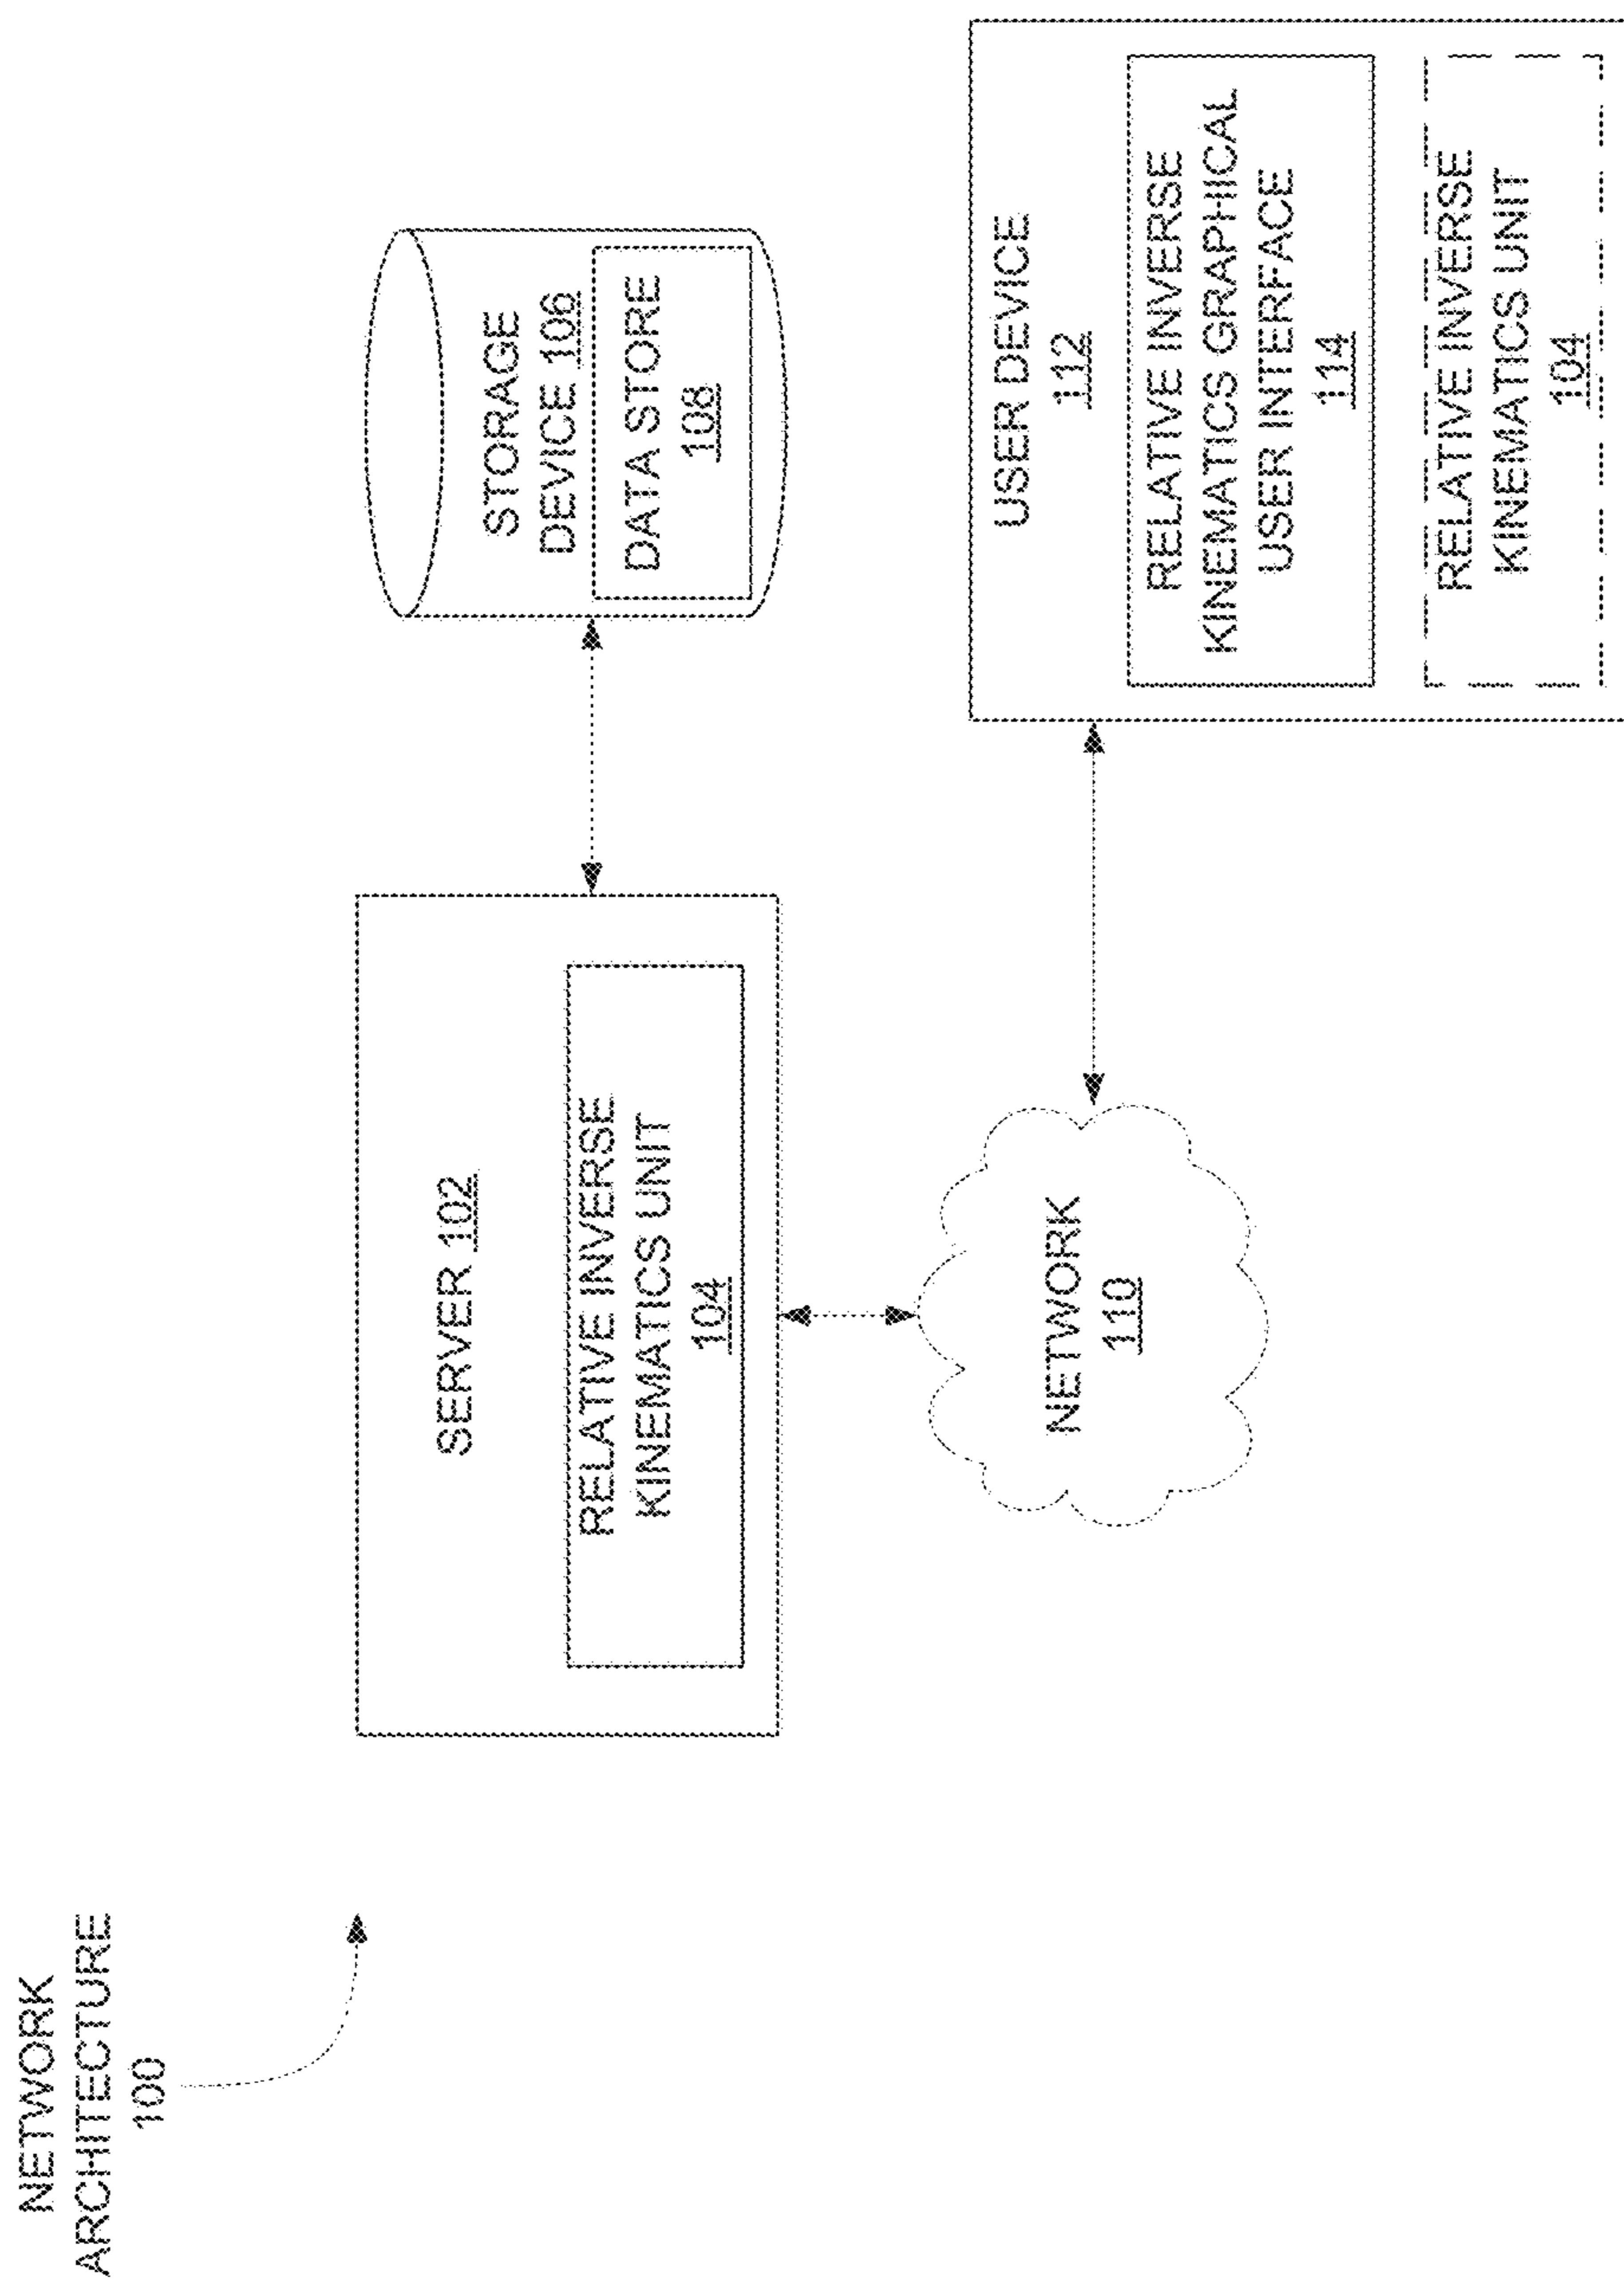 NETWORK
ARCHITECTURE
100
SERVER 102
RELATIVE INVERSE
KINEMATICS UNIT
104
STORAGE
DEVICE 106
DATA STORE
108
NETWORK
110
USER DEVICE
112
RELATIVE INVERSE
KINEMATICS GRAPHICAL
USER INTERFACE
114
RELATIVE INVERSE
KINEMATICS UNIT
104